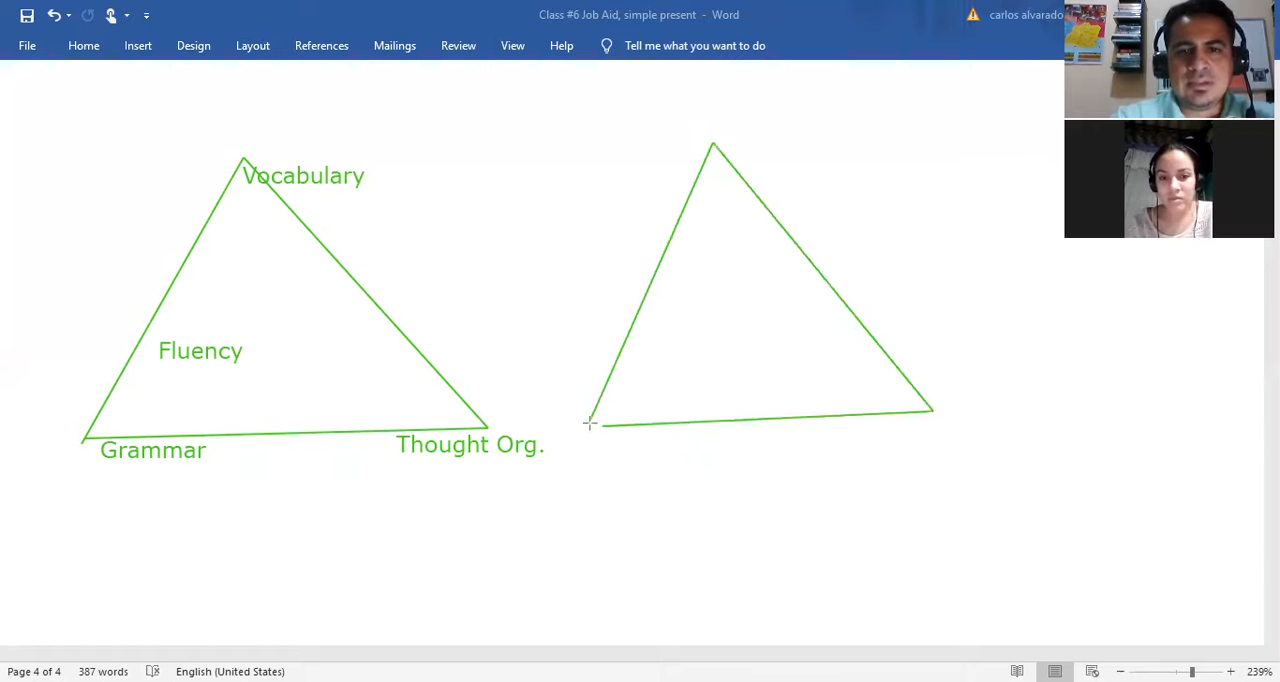 Class #6 Job Aid, simple present - Word
carlos alvarado
File Home Insert Design Layout References Mailings Review View Help Tell me what you want to do
Vocabulary
Fluency
Grammar
Thought Org.
Page 4 of 4 387 words English (United States) 239%